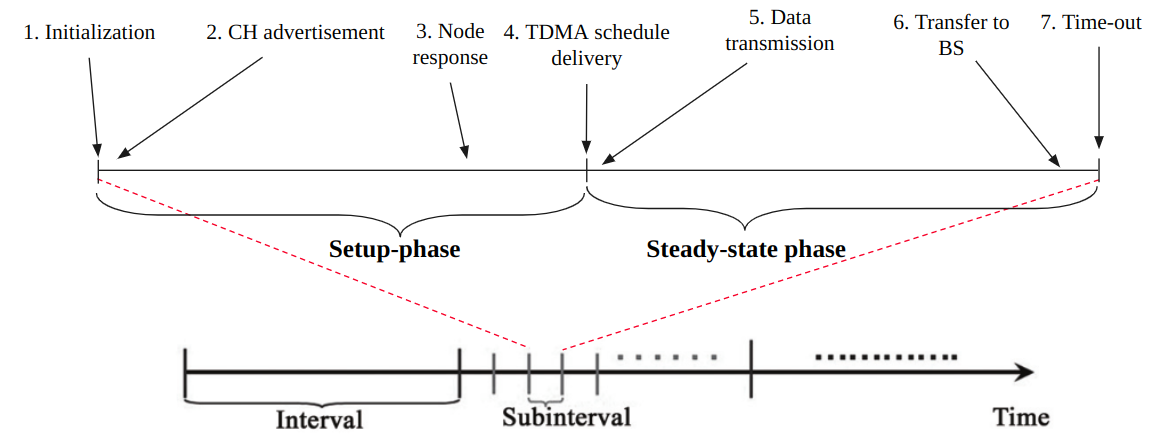 1. Initialization
2. CH advertisement
3. Node
response
4. TDMA schedule
delivery
5. Data
transmission
6. Transfer to
BS
7. Time-out
Setup-phase
Steady-state phase
Interval
Subinterval
Time